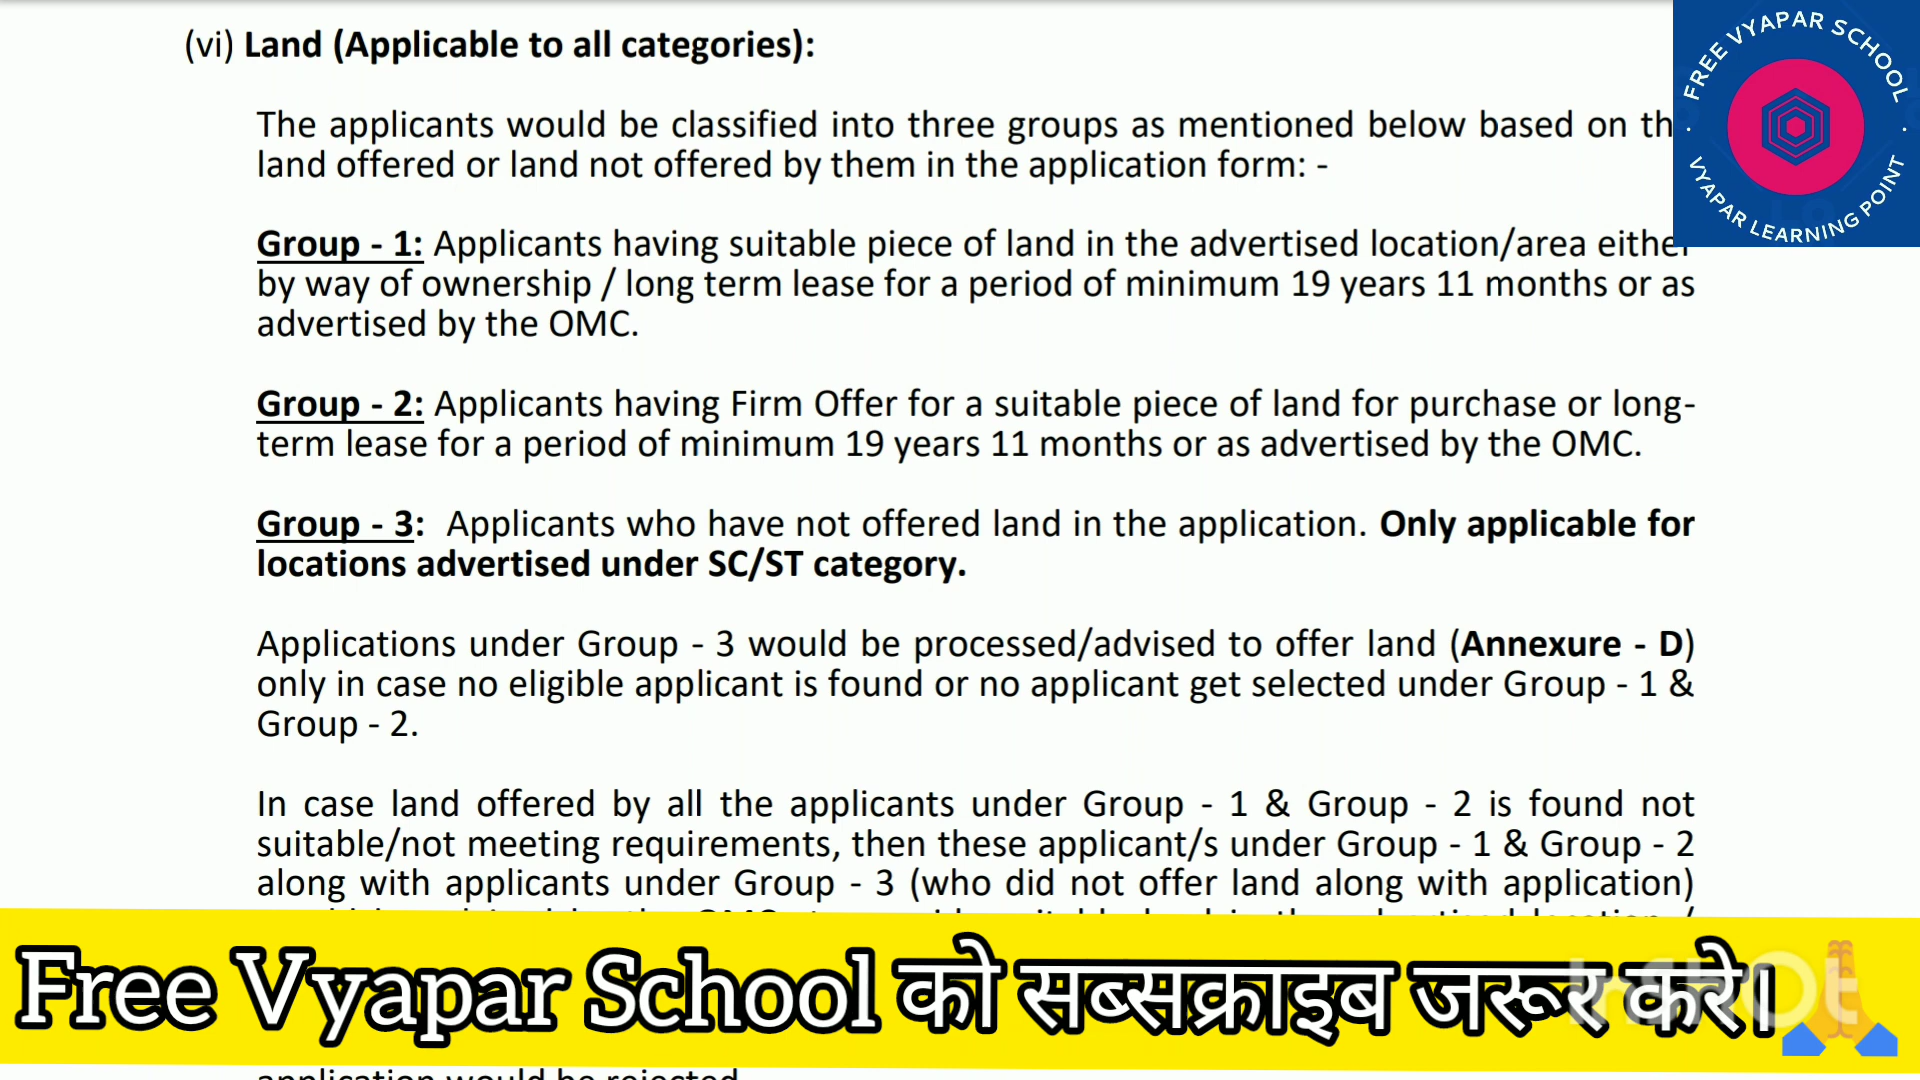 (vi) Land (Applicable to all categories):
The applicants would be classified into three groups as mentioned below based on
land offered or land not offered by them in the application form: -
Group - 1: Applicants having suitable piece of land in the advertised location/area either
by way of ownership / long term lease for a period of minimum 19 years 11 months or as
advertised by the OMC.
Group - 2: Applicants having Firm Offer for a suitable piece of land for purchase or long-
term lease for a period of minimum 19 years 11 months or as advertised by the OMC.
Group - 3: Applicants who have not offered land in the application. Only applicable for
locations advertised under SC/ST category.
Applications under Group - 3 would be processed/advised to offer land (Annexure - D)
only in case no eligible applicant is found or no applicant get selected under Group - 1 &
Group - 2.
In case land offered by all the applicants under Group - 1 & Group - 2 is found not
suitable/not meeting requirements, then these applicant/s under Group - 1 & Group - 2
along with applicants under Group - 3 (who did not offer land along with application)
application would be rejected
FREE VYAPAR SCHOOL
VYAPAR LEARNING POINT
Free Vyapar School को सब्सक्राइब जरूर करे।